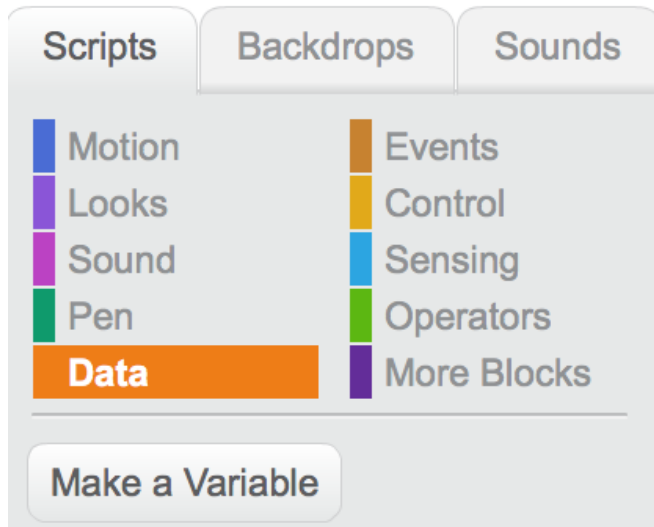 Scripts Backdrops Sounds
Motion Events
Looks Control
Sound Sensing
Pen Operators
Data More Blocks
Make a Variable